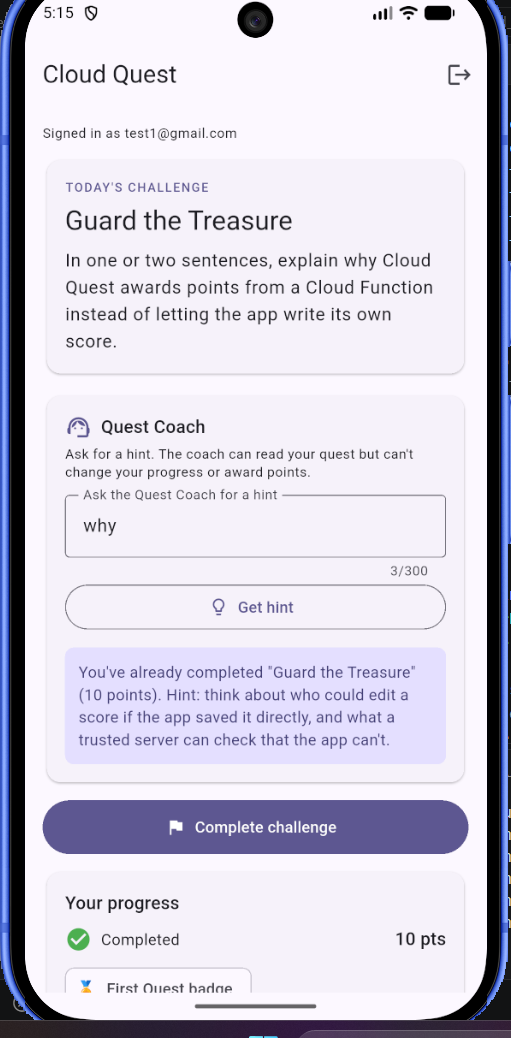 5:15
Cloud Quest
Signed in as test1@gmail.com
TODAY'S CHALLENGE
Guard the Treasure
In one or two sentences, explain why Cloud
Quest awards points from a Cloud Function
instead of letting the app write its own
score.
Quest Coach
Ask for a hint. The coach can read your quest but can't
change your progress or award points.
Ask the Quest Coach for a hint
why
3/300
Get hint
You've already completed "Guard the Treasure"
(10 points). Hint: think about who could edit a
score if the app saved it directly, and what a
trusted server can check that the app can't.
Complete challenge
Your progress
Completed
10 pts
First Quest badge